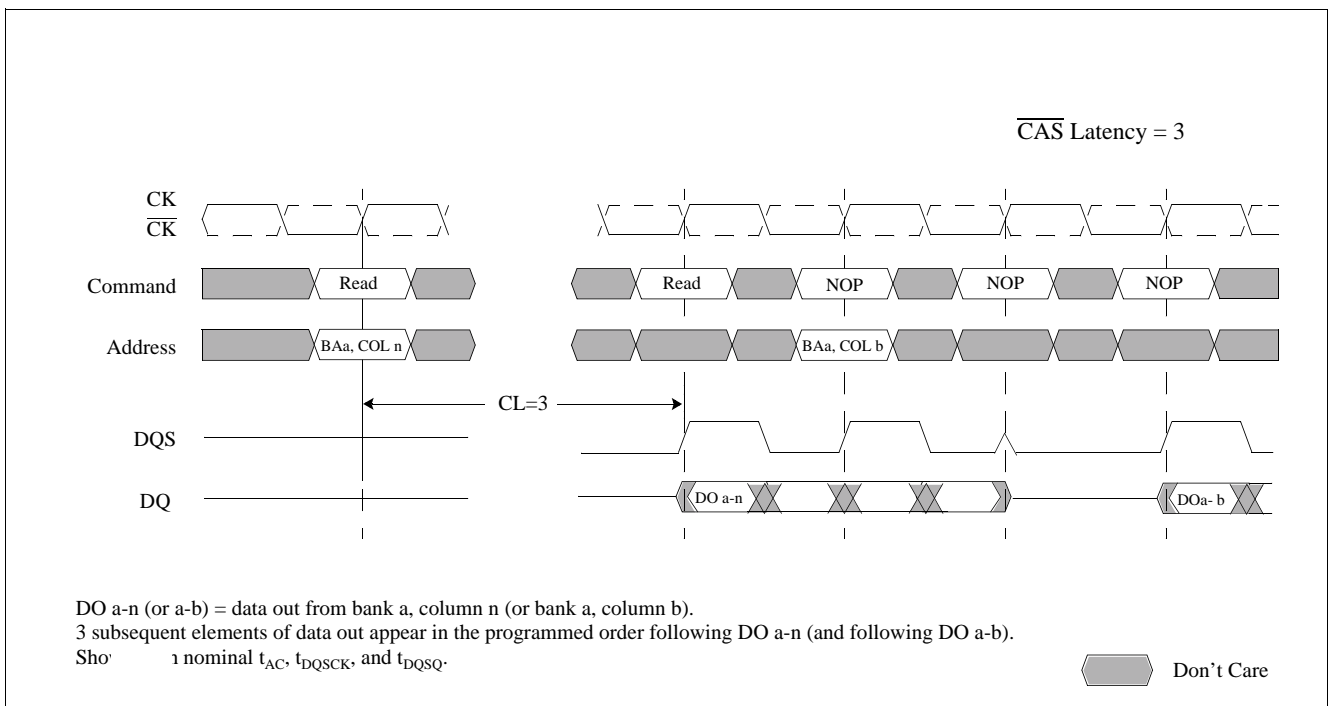 CAS Latency = 3
CK
CK
Command
Read
Read
NOP
NOP
NOP
Address
BAa, COL n
BAa, COL b
CL=3
DQS
DQ
DO a-n
DOa- b
DO a-n (or a-b) = data out from bank a, column n (or bank a, column b).
3 subsequent elements of data out appear in the programmed order following DO a-n (and following DO a-b).
nominal tAC, tDQSCK, and tDQSQ.
Don't Care